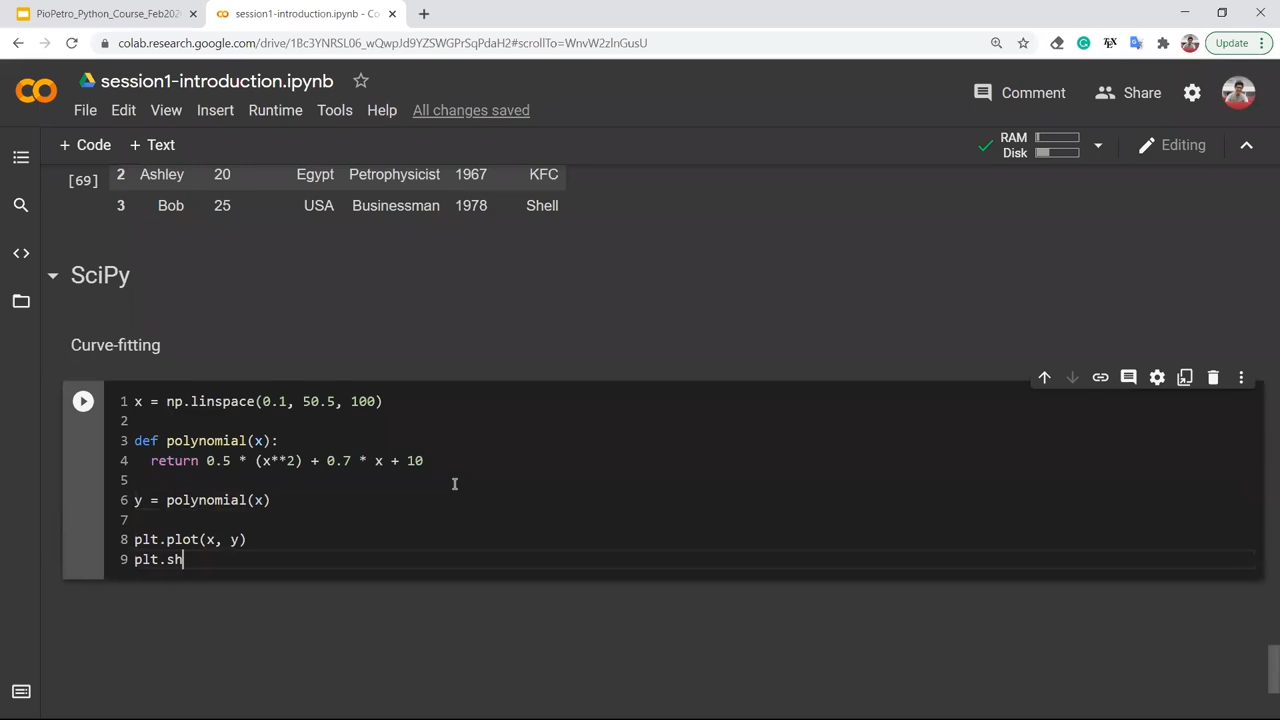 PioPetro_Python_Course_Feb202
session1-introduction.ipynb - Co
colab.research.google.com/drive/1Bc3YNRSL06_wQwpJd9YZSWGPrSqPdaH2#scrollTo=WnvW2zlnGusU
Update
session1-introduction.ipynb
Comment
Share
File Edit View Insert Runtime Tools Help All changes saved
+ Code + Text
RAM
Disk
Editing
[69]
2 Ashley 20 Egypt Petrophysicist 1967 KFC
3 Bob 25 USA Businessman 1978 Shell
SciPy
Curve-fitting
1 x = np.linspace(0.1, 50.5, 100)
2
3 def polynomial(x):
4 return 0.5 * (x**2) + 0.7 * x + 10
5
6 y = polynomial(x)
7
8 plt.plot(x, y)
9 plt.sh